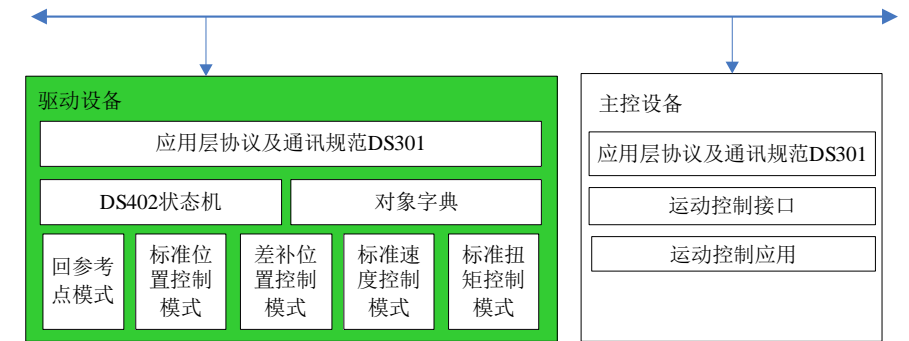 驱动设备
应用层协议及通讯规范DS301
DS402状态机
对象字典
回参考
点模式
标准位
置控制
模式
差补位
置控制
模式
标准速
度控制
模式
标准扭
矩控制
模式
主控设备
应用层协议及通讯规范DS301
运动控制接口
运动控制应用